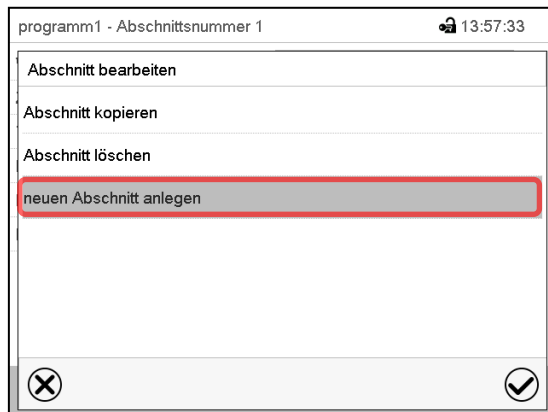 programm1 - Abschnittsnummer 1 13:57:33
Abschnitt bearbeiten
Abschnitt kopieren
Abschnitt löschen
neuen Abschnitt anlegen